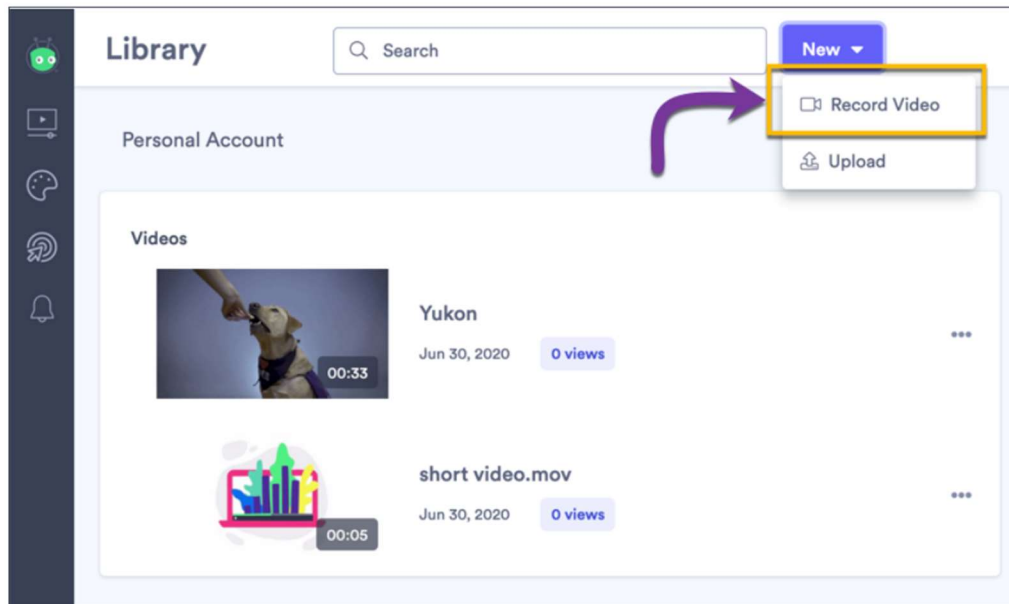 Library
Search
New
Record Video
Upload
Personal Account
Videos
00:33
Yukon
Jun 30, 2020 0 views
00:05
short video.mov
Jun 30, 2020 0 views